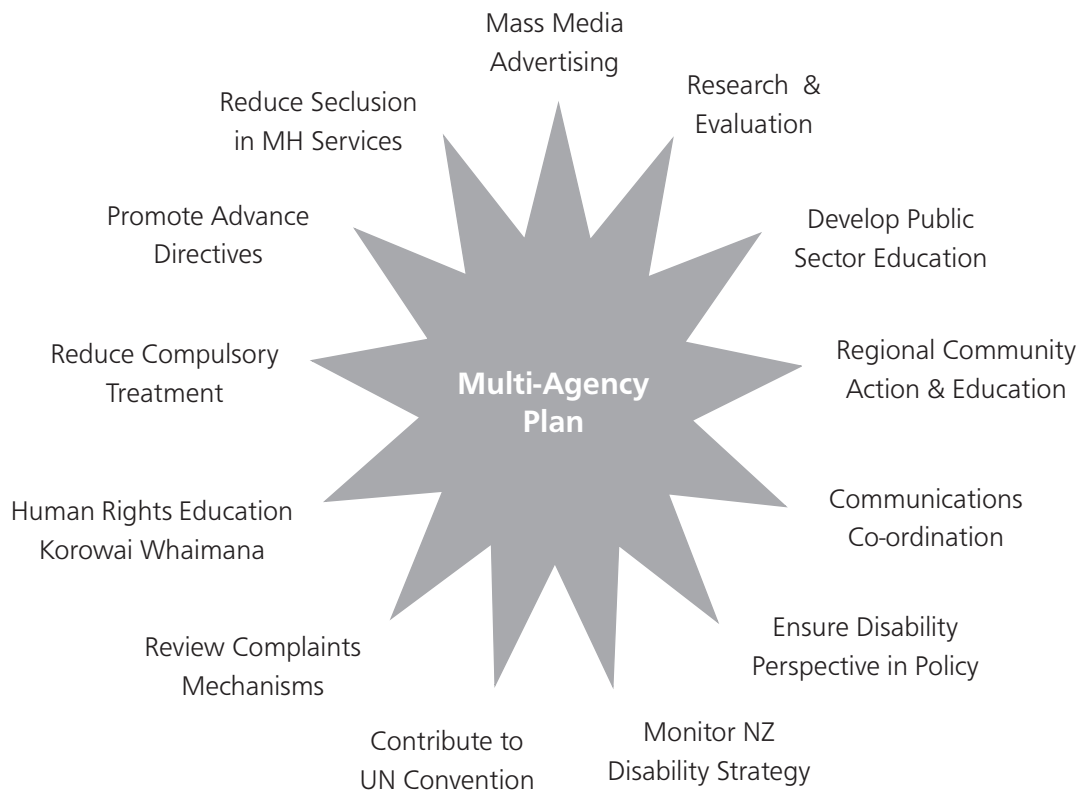 Mass Media
Advertising
Research &
Evaluation
Develop Public
Sector Education
Regional Community
Action & Education
Communications
Co-ordination
Ensure Disability
Perspective in Policy
Monitor NZ
Disability Strategy
Contribute to
UN Convention
Review Complaints
Mechanisms
Human Rights Education
Korowai Whaimana
Reduce Compulsory
Treatment
Promote Advance
Directives
Reduce Seclusion
in MH Services
Multi-Agency
Plan